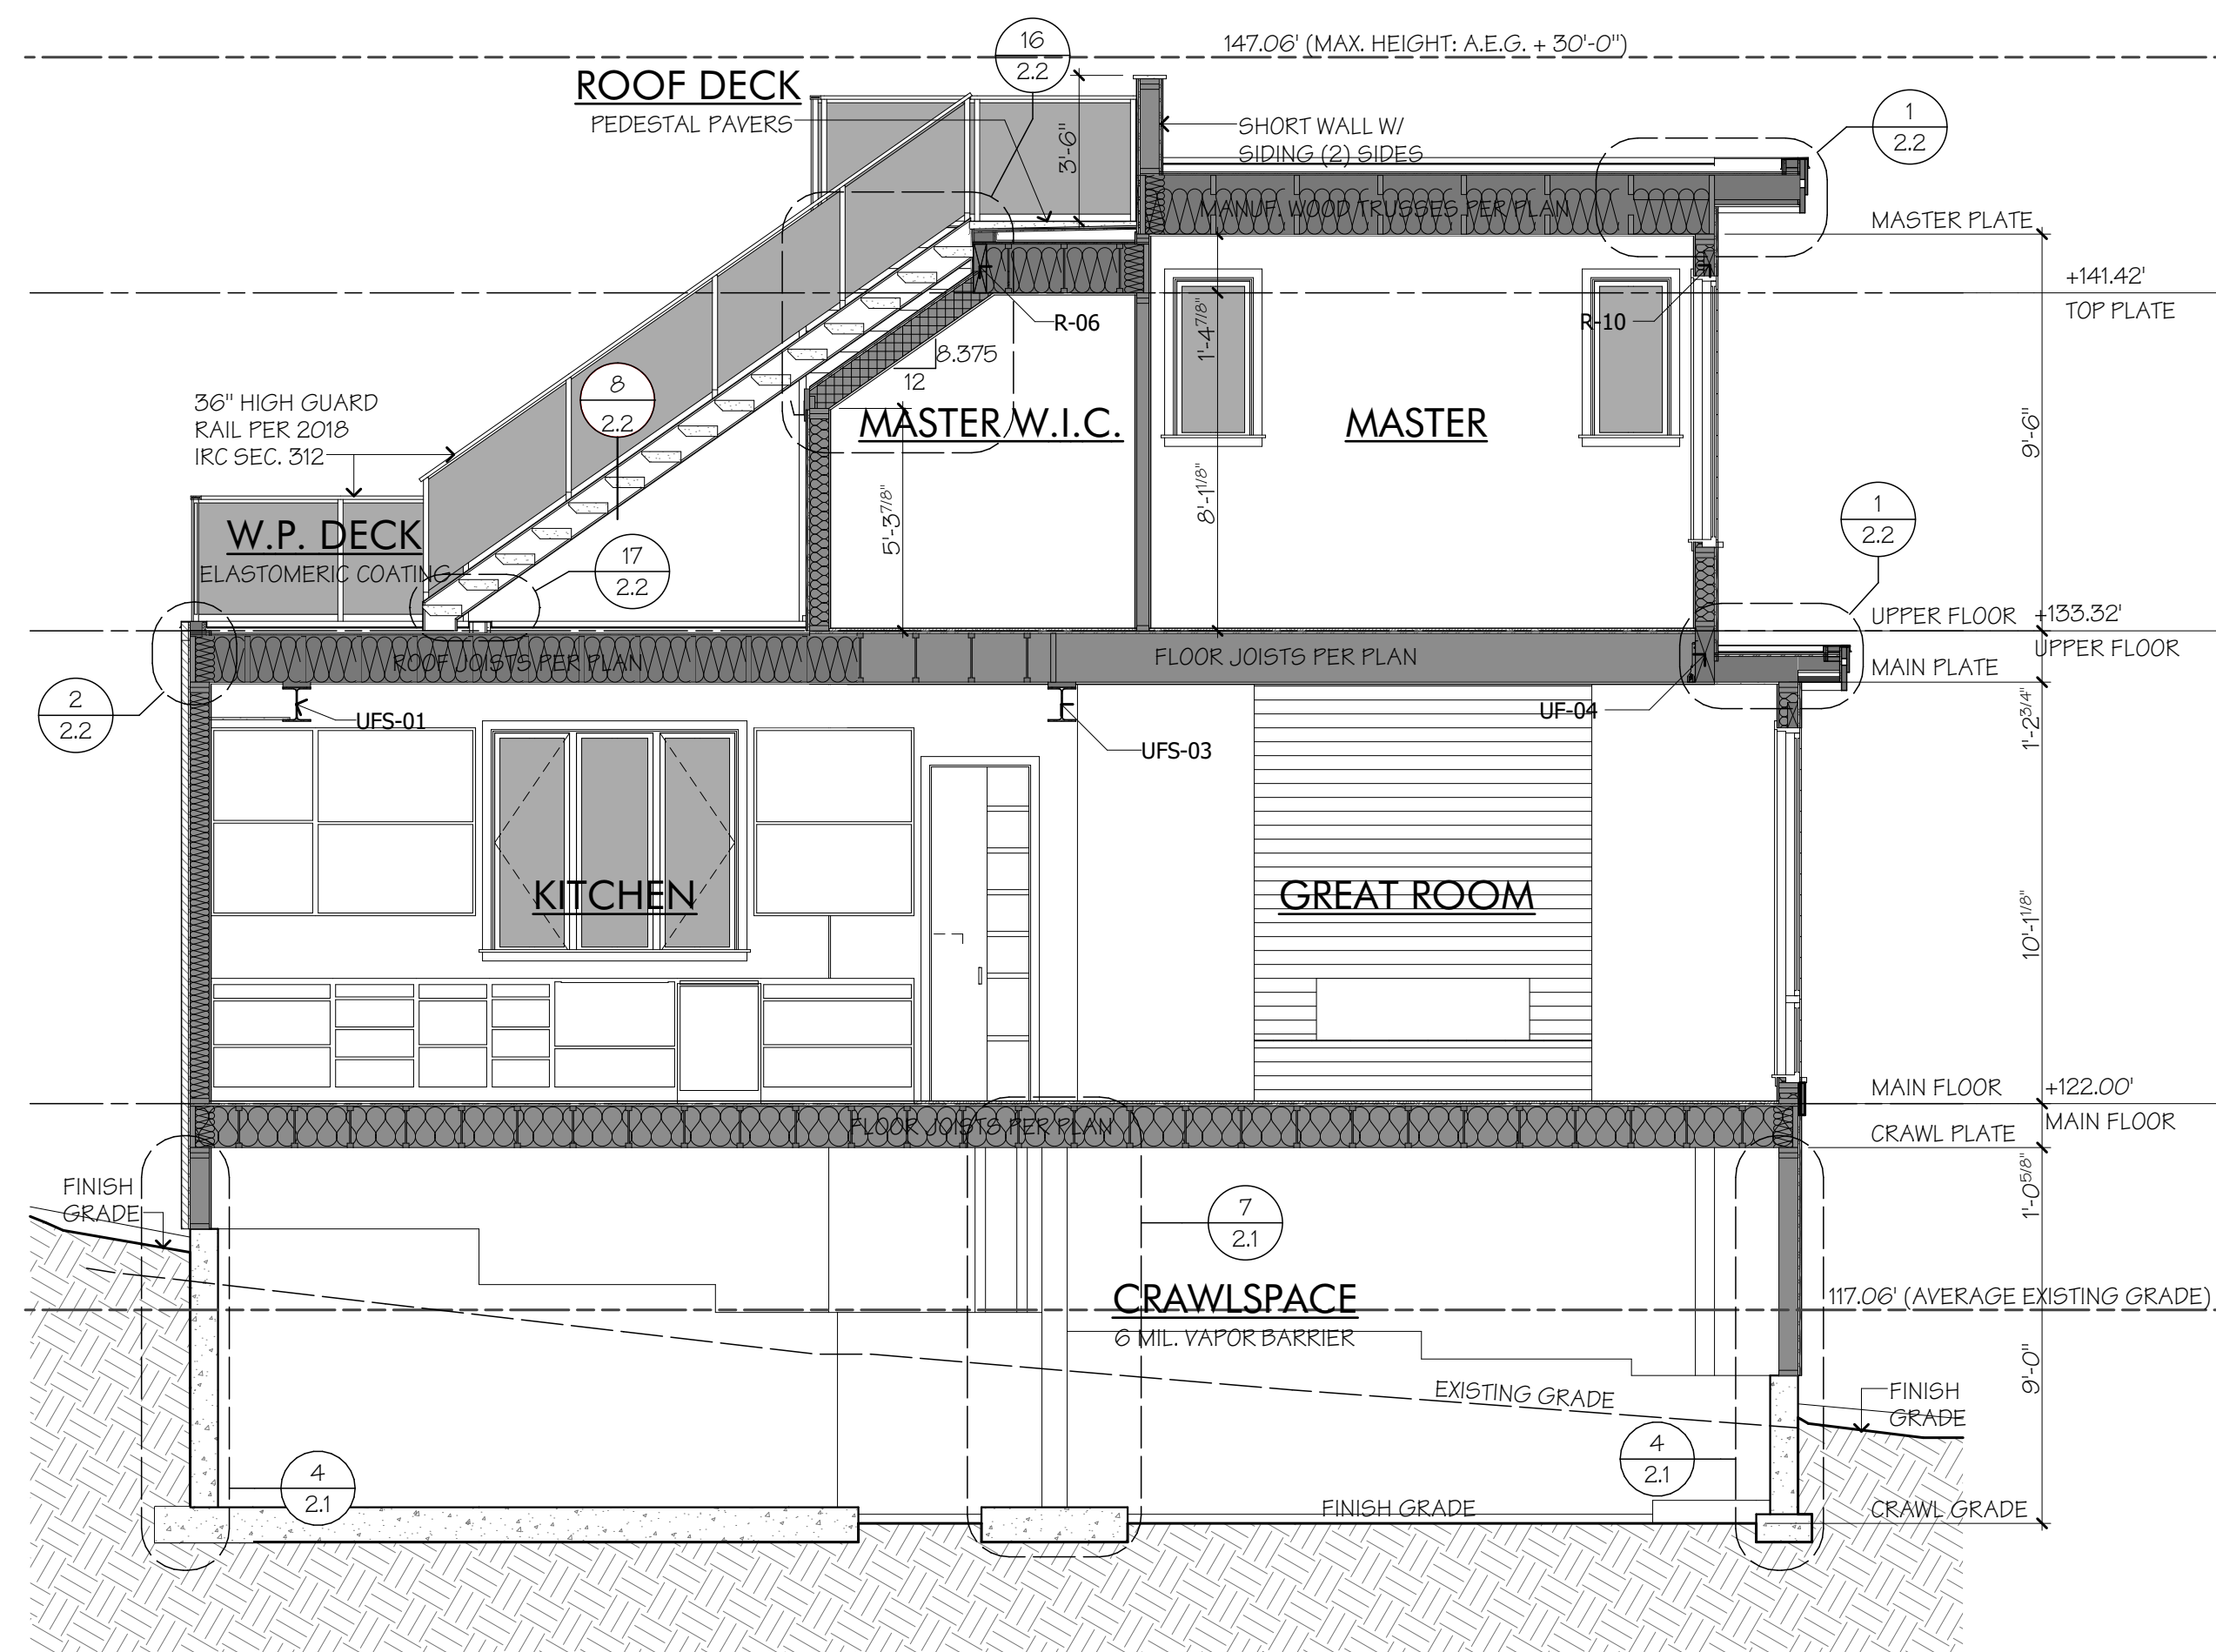 147.06' (MAX. HEIGHT: A.E.G. + 30'-0")
16
2.2
ROOF DECK
PEDESTAL PAVERS
3'-6"
SHORT WALL W/
SIDING (2) SIDES
1
2.2
MANUF. WOOD TRUSSES PER PLAN
MASTER PLATE
+141.42'
TOP PLATE
R-06
R-10
1'-4 7/8"
8.375
12
8
2.2
36" HIGH GUARD
RAIL PER 2018
IRC SEC. 312
MASTER W.I.C.
MASTER
9'-6"
8'-1 1/8"
5'-3 7/8"
W.P. DECK
ELASTOMERIC COATING
17
2.2
1
2.2
UPPER FLOOR
+133.32'
UPPER FLOOR
ROOF JOISTS PER PLAN
FLOOR JOISTS PER PLAN
MAIN PLATE
2
2.2
UFS-01
UFS-03
UF-04
1'-2 3/4"
KITCHEN
GREAT ROOM
10'-1 1/8"
MAIN FLOOR
+122.00'
MAIN FLOOR
FLOOR JOISTS PER PLAN
CRAWL PLATE
1'-0 5/8"
FINISH
GRADE
7
2.1
CRAWLSPACE
6 MIL. VAPOR BARRIER
117.06' (AVERAGE EXISTING GRADE)
9'-0"
EXISTING GRADE
FINISH
GRADE
4
2.1
4
2.1
FINISH GRADE
CRAWL GRADE